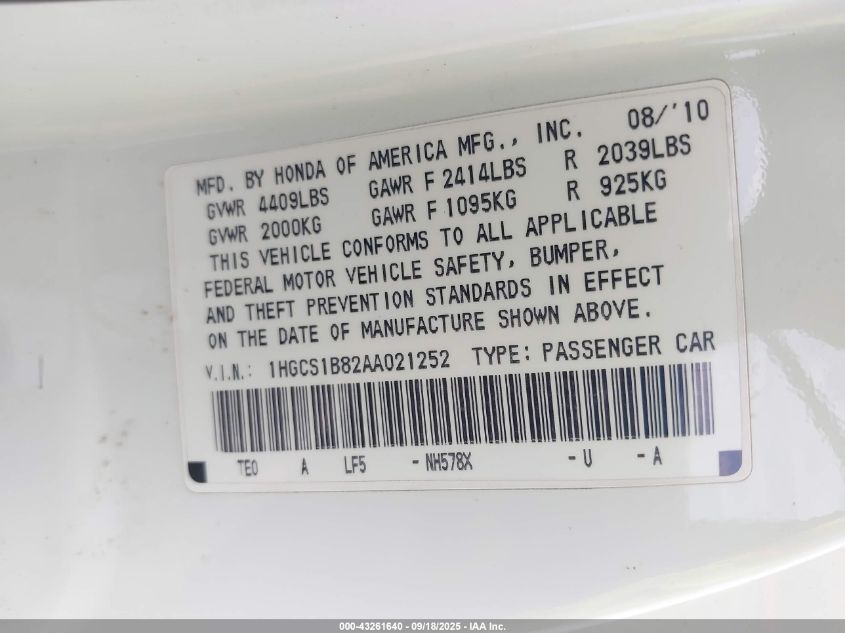 MFD. BY HONDA OF AMERICA MFG., INC. 08/'10
GVWR 4409LBS GAWR F 2414LBS R 2039LBS
GVWR 2000KG GAWR F 1095KG R 925KG
THIS VEHICLE CONFORMS TO ALL APPLICABLE
FEDERAL MOTOR VEHICLE SAFETY, BUMPER,
AND THEFT PREVENTION STANDARDS IN EFFECT
ON THE DATE OF MANUFACTURE SHOWN ABOVE.
V.I.N.: 1HGCS1B82AA021252 TYPE: PASSENGER CAR
TE0 A LF5 - NH578X - U - A
000-43261640 - 09/18/2025 - IAA Inc.